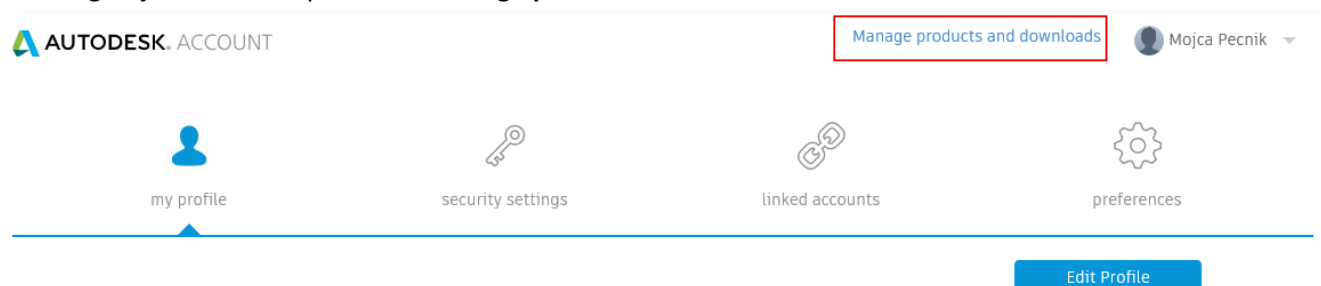 AUTODESK. ACCOUNT
Manage products and downloads
Mojca Pecnik
my profile
security settings
linked accounts
preferences
Edit Profile